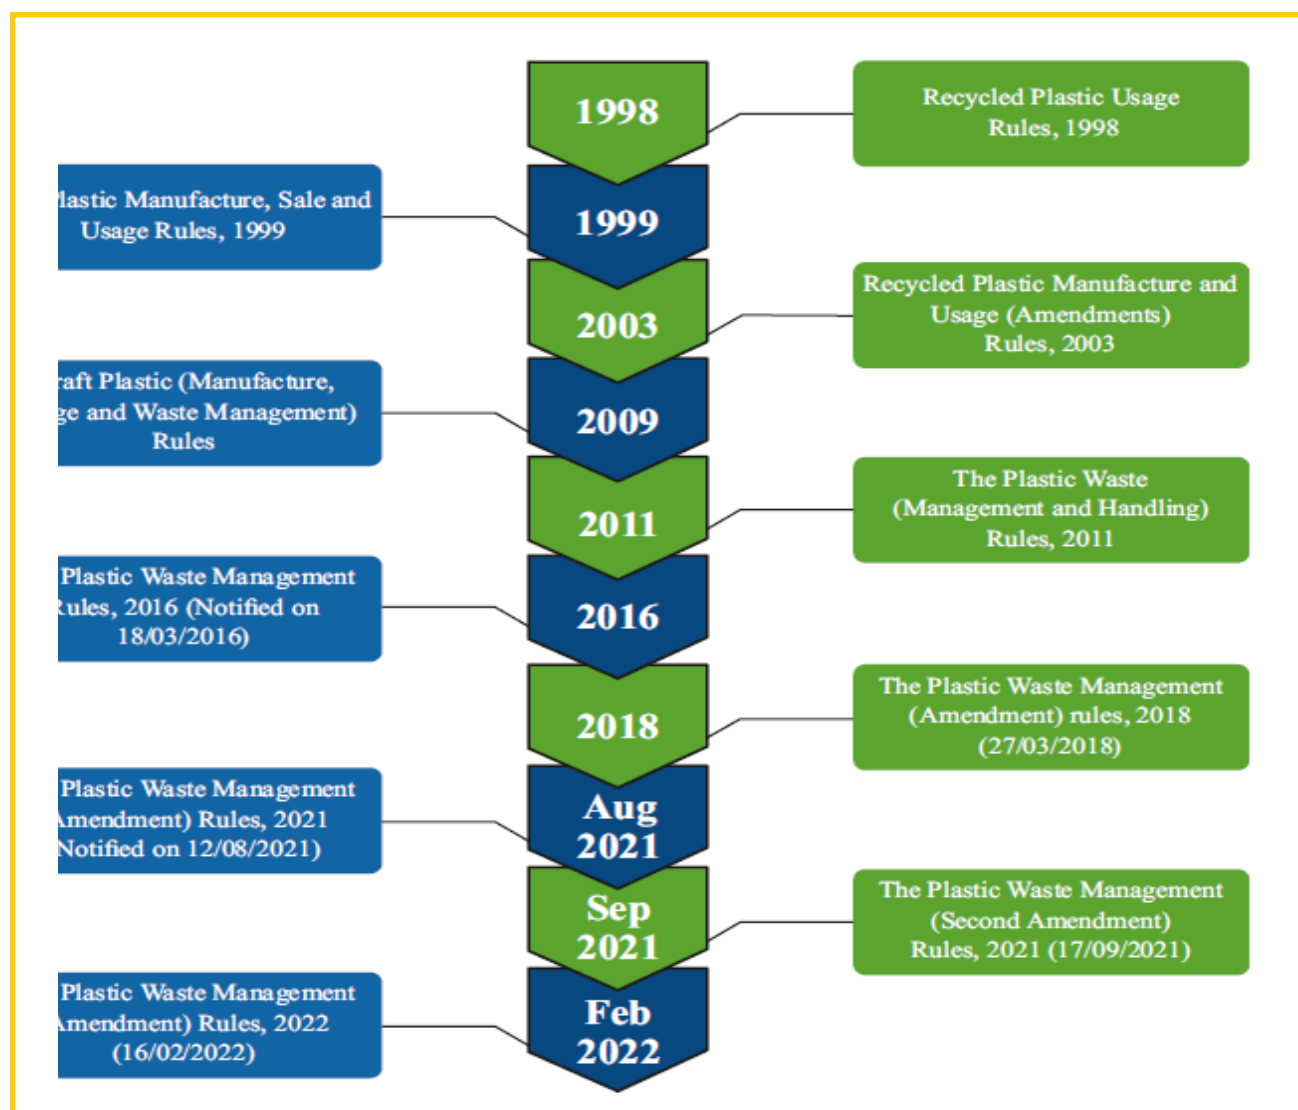 1998
Recycled Plastic Usage
Rules, 1998
1999
lastic Manufacture, Sale and
Usage Rules, 1999
2003
Recycled Plastic Manufacture and
Usage (Amendments)
Rules, 2003
2009
raft Plastic (Manufacture,
ge and Waste Management)
Rules
2011
The Plastic Waste
(Management and Handling)
Rules, 2011
2016
Plastic Waste Management
Rules, 2016 (Notified on
18/03/2016)
2018
The Plastic Waste Management
(Amendment) rules, 2018
(27/03/2018)
Aug
2021
Plastic Waste Management
Amendment) Rules, 2021
Notified on 12/08/2021)
Sep
2021
The Plastic Waste Management
(Second Amendment)
Rules, 2021 (17/09/2021)
Feb
2022
Plastic Waste Management
Amendment) Rules, 2022
(16/02/2022)